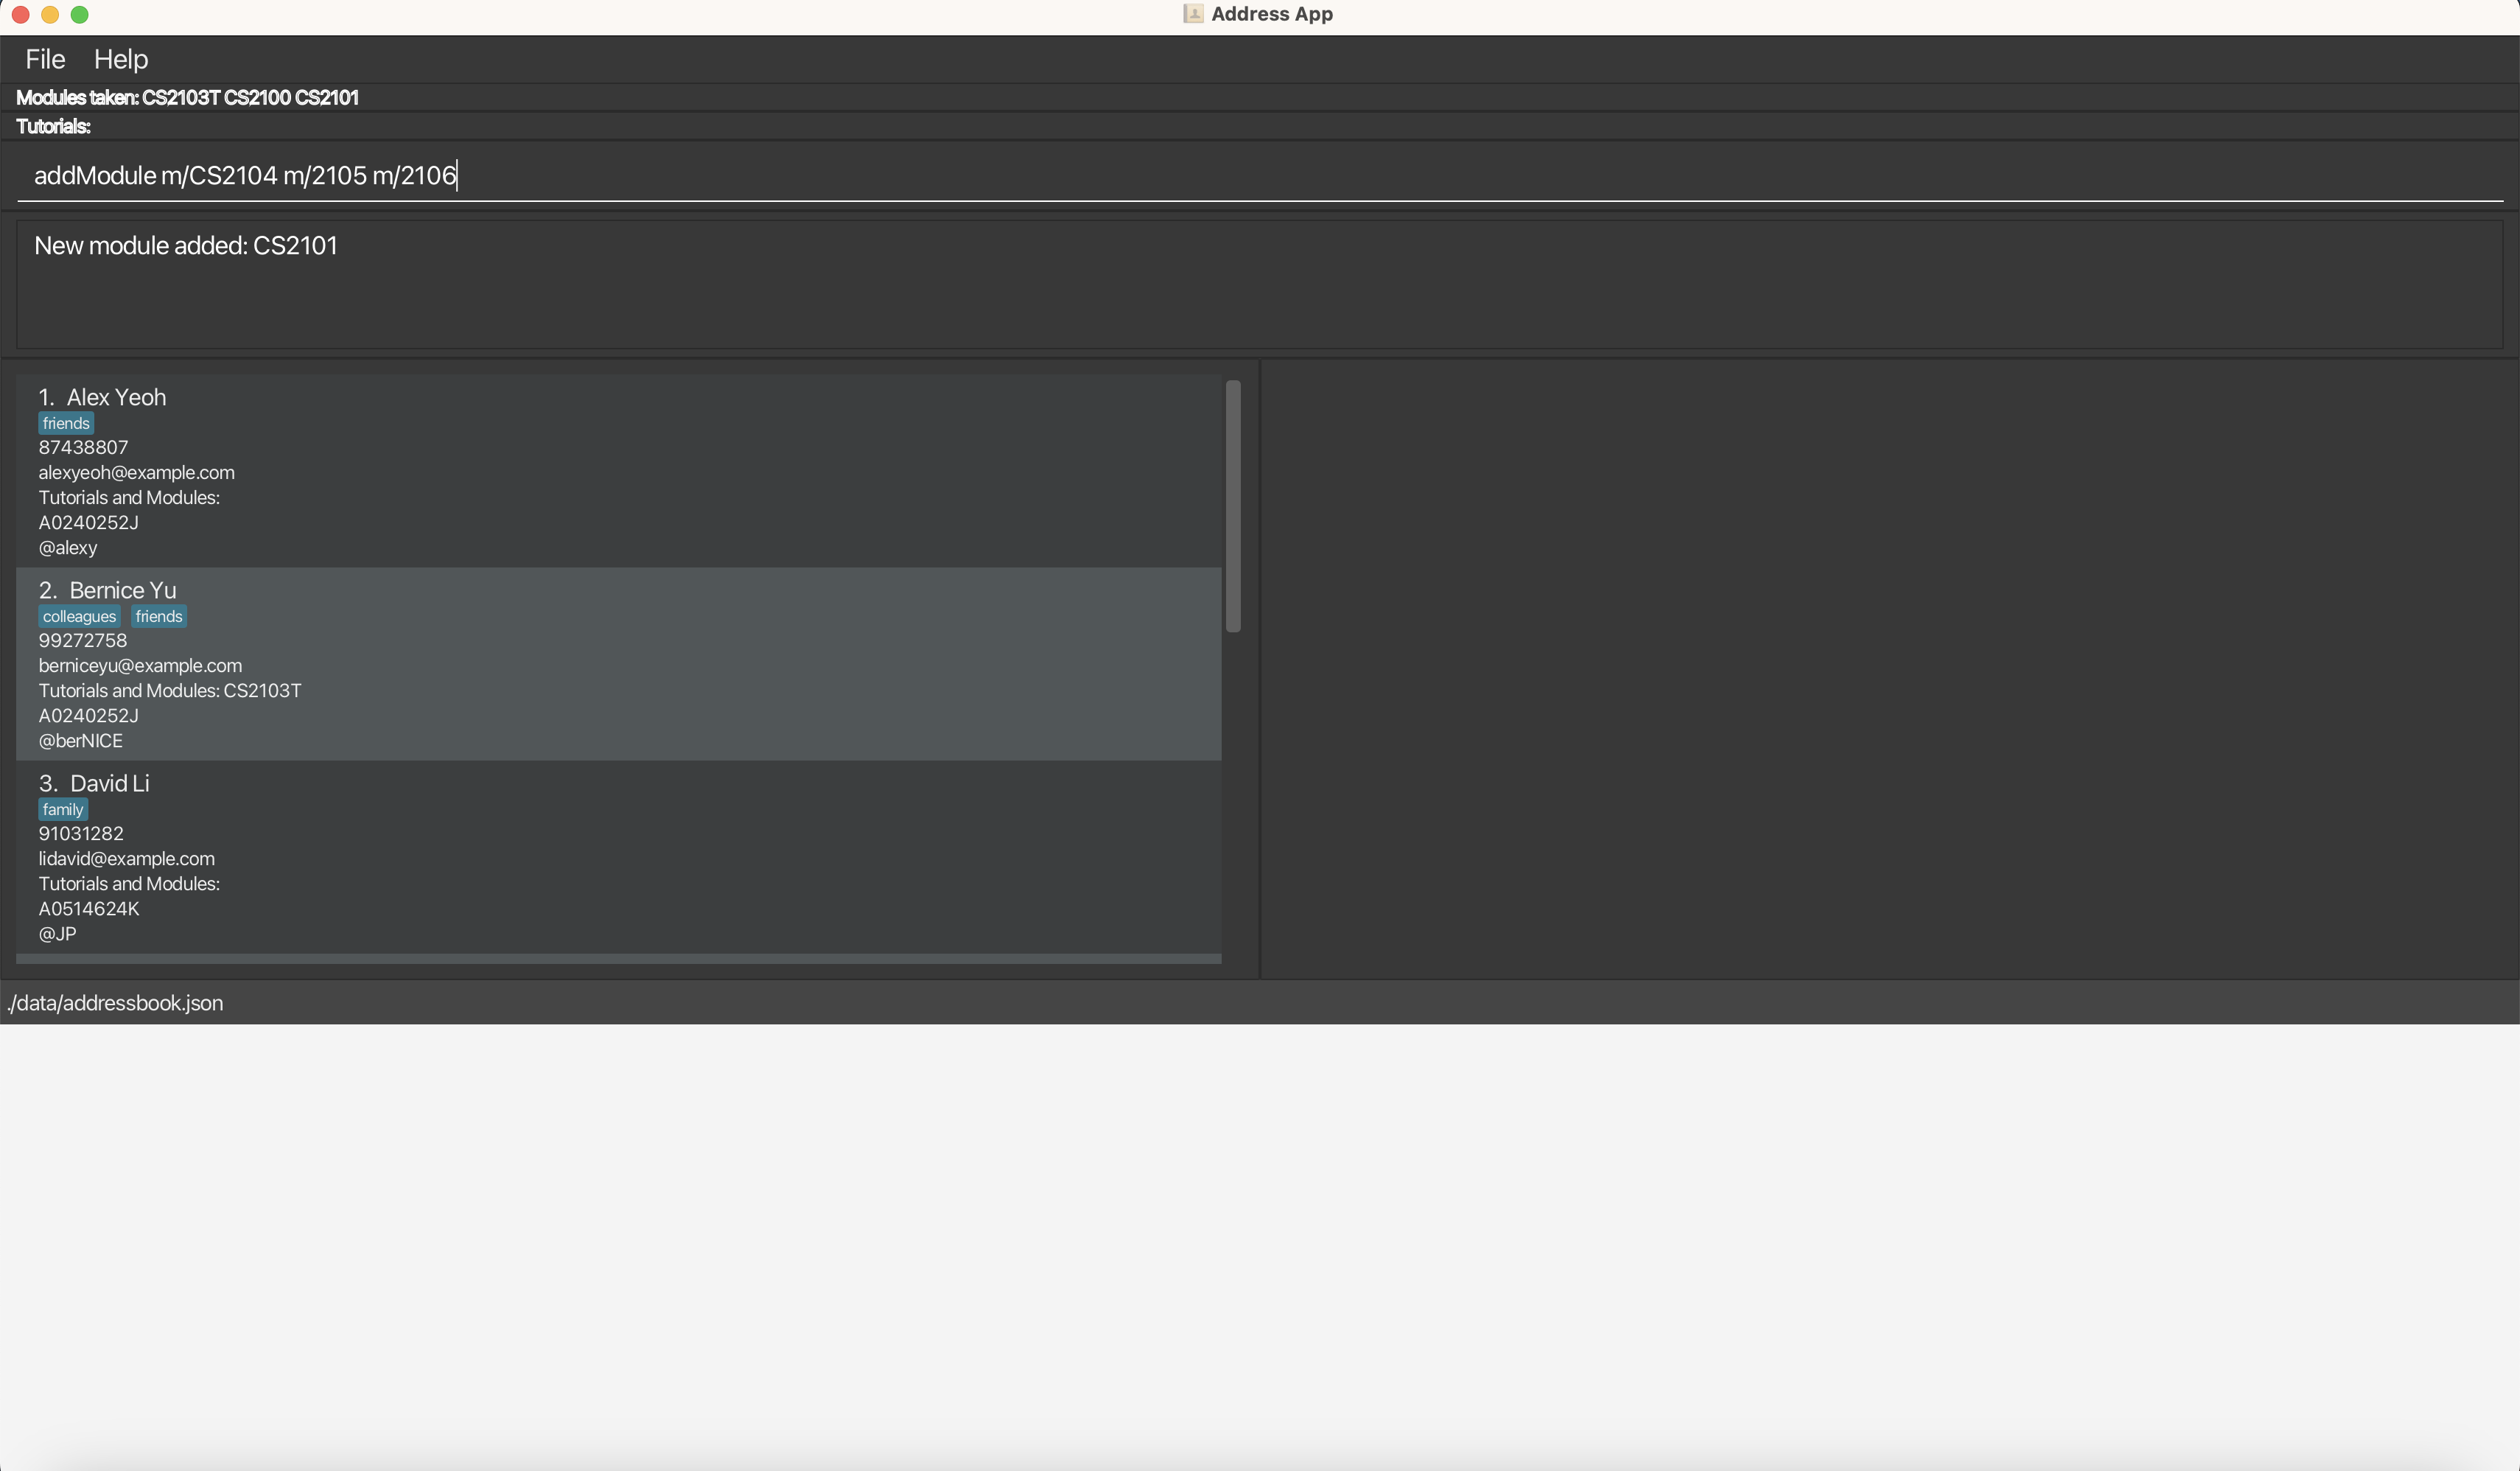 Address App
File Help
Modules taken: CS2103T CS2100 CS2101
Tutorials:
addModule m/CS2104 m/2105 m/2106
New module added: CS2101
1. Alex Yeoh
friends
87438807
alexyeoh@example.com
Tutorials and Modules:
A0240252J
@alexy
2. Bernice Yu
colleagues friends
99272758
berniceyu@example.com
Tutorials and Modules: CS2103T
A0240252J
@berNICE
3. David Li
family
91031282
lidavid@example.com
Tutorials and Modules:
A0514624K
@JP
./data/addressbook.json